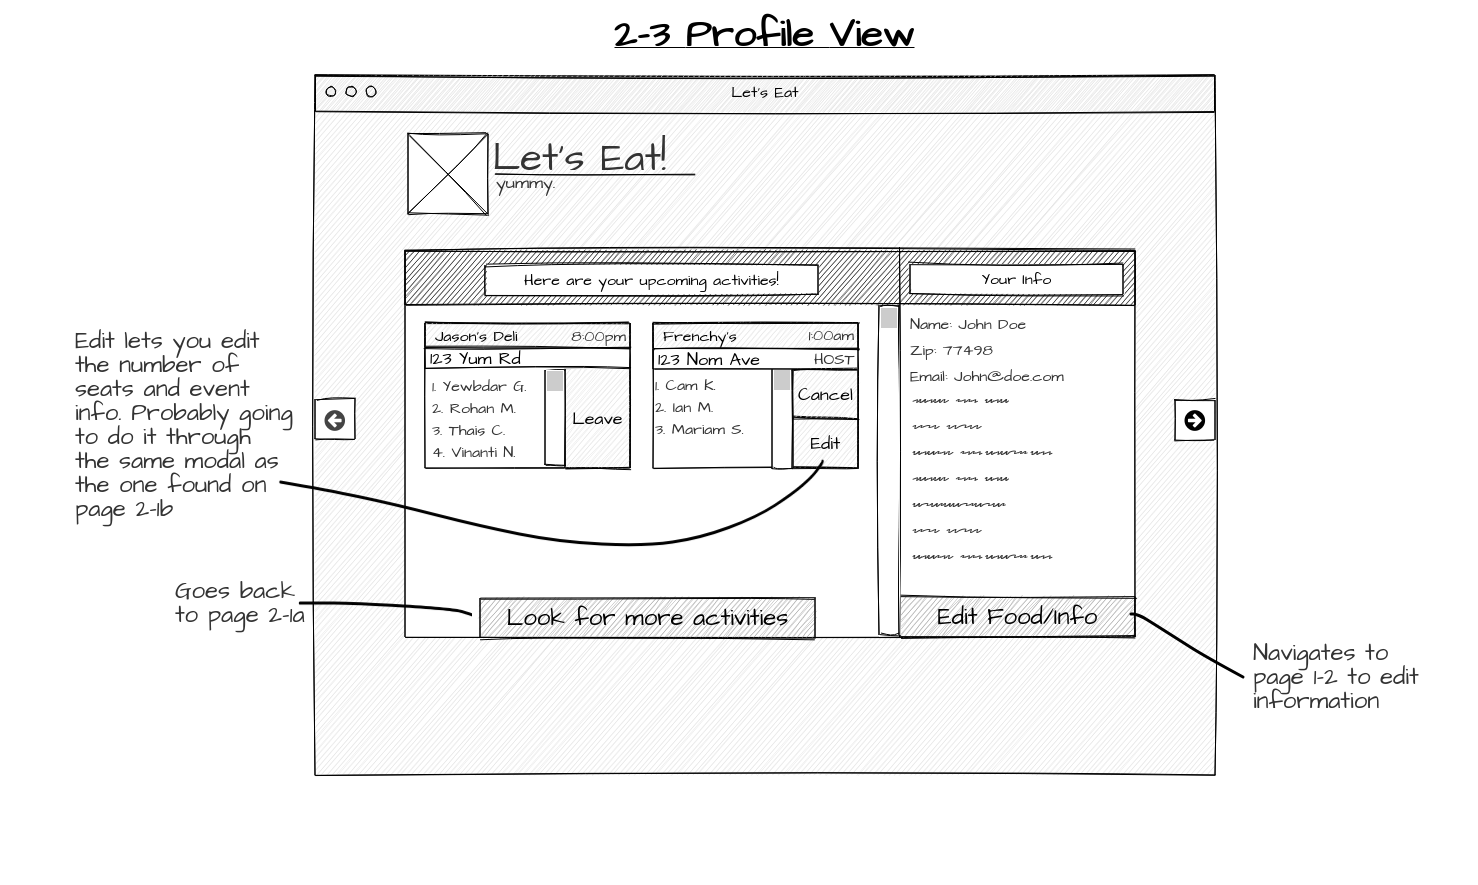 2-3 Profile View
Let's Eat
Let's Eat!
yummy.
Here are your upcoming activities!
Your Info
Jason's Deli 8:00pm
123 Yum Rd
1. Yewbdar G.
2. Rohan M.
3. Thais C.
4. Vinanti N.
Leave
Frenchy's 1:00am
123 Nom Ave HOST
1. Cam K.
2. Ian M.
3. Mariam S.
Cancel
Edit
Name: John Doe
Zip: 77498
Email: John@doe.com
Look for more activities
Edit Food/Info
Edit lets you edit
the number of
seats and event
info. Probably going
to do it through
the same modal as
the one found on
page 2-1b
Goes back
to page 2-1a
Navigates to
page 1-2 to edit
information